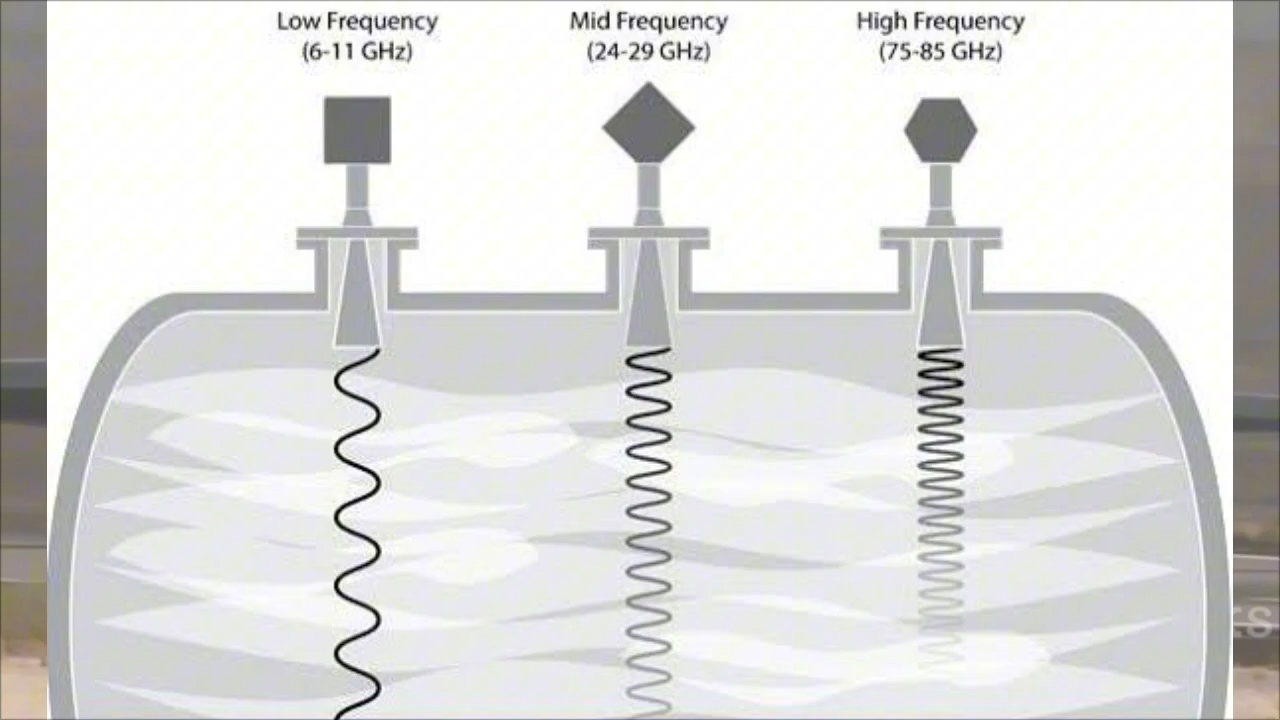 Low Frequency
(6-11 GHz)
Mid Frequency
(24-29 GHz)
High Frequency
(75-85 GHz)